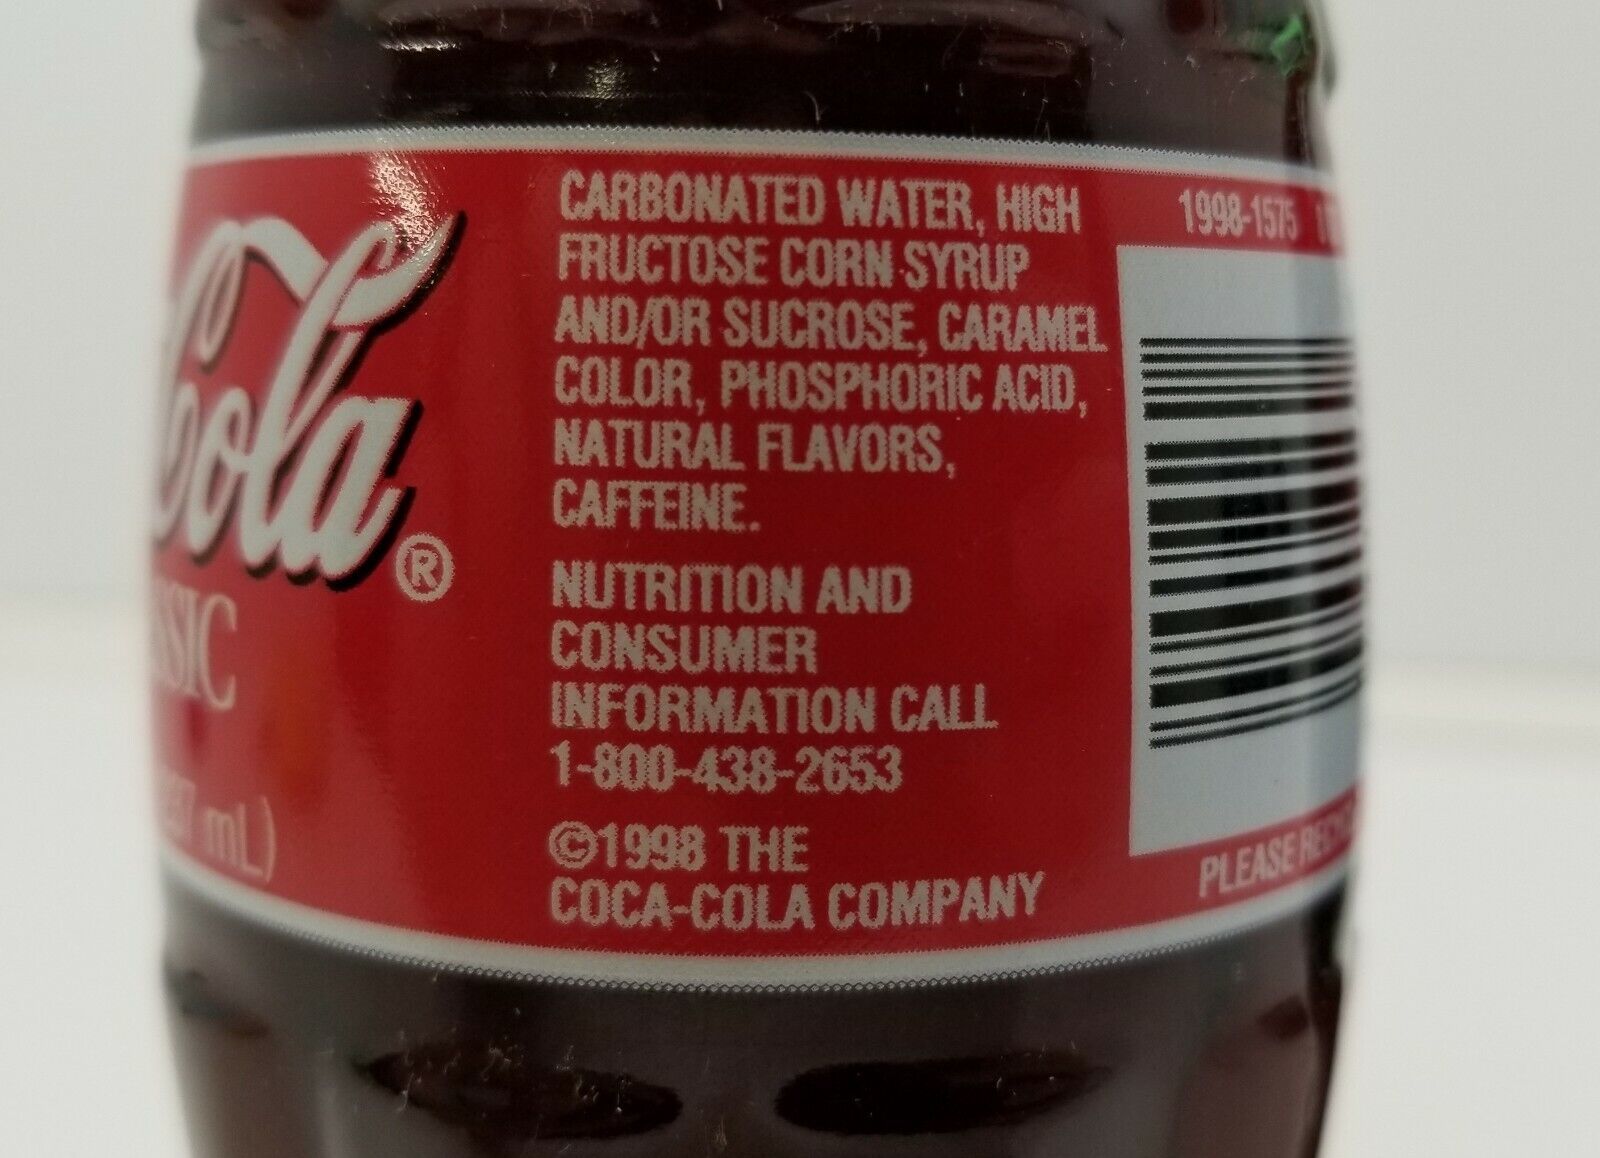 Cola®
CARBONATED WATER, HIGH
FRUCTOSE CORN SYRUP
AND/OR SUCROSE, CARAMEL
COLOR, PHOSPHORIC ACID,
NATURAL FLAVORS,
CAFFEINE.
NUTRITION AND
CONSUMER
INFORMATION CALL
1-800-438-2653
©1998 THE
COCA-COLA COMPANY
mL)
1998-1575
PLEASE